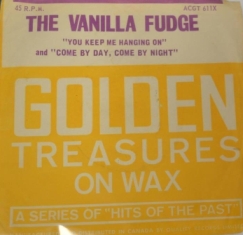 45 R.P.M. ACGT 6118
THE VANILLA FUDGE
"YOU KEEP ME HANGING ON"
and "COME BY DAY, COME BY NIGHT"
GOLDEN
TREASURES
ON WAX
A SERIES OF "HITS OF THE PAST"